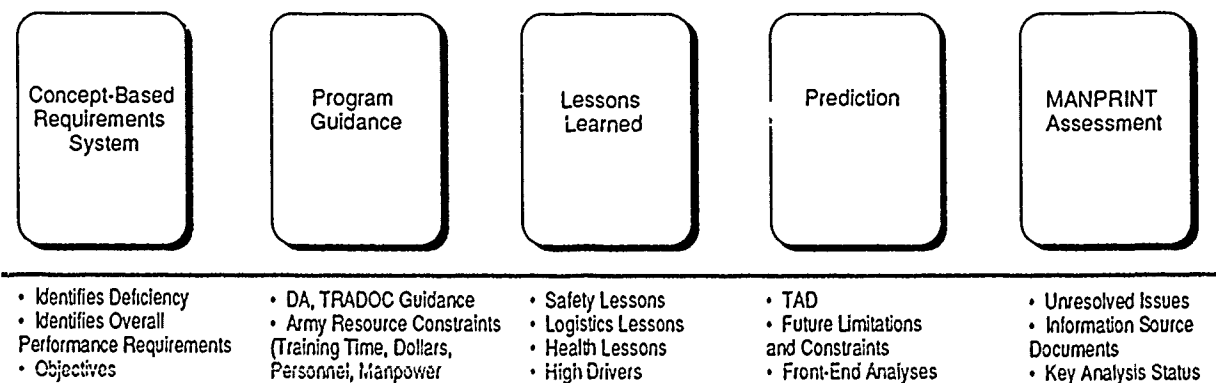 Concept-Based
Requirements
System
Program
Guidance
Lessons
Learned
Prediction
MANPRINT
Assessment
• Identifies Deficiency
• Identifies Overall
Performance Requirements
• Objectives
• DA, TRADOC Guidance
• Army Resource Constraints
(Training Time, Dollars,
Personnel, Manpower
• Safety Lessons
• Logistics Lessons
• Health Lessons
• High Drivers
• TAD
• Future Limitations
and Constraints
• Front-End Analyses
• Unresolved Issues
• Information Source
Documents
• Key Analysis Status